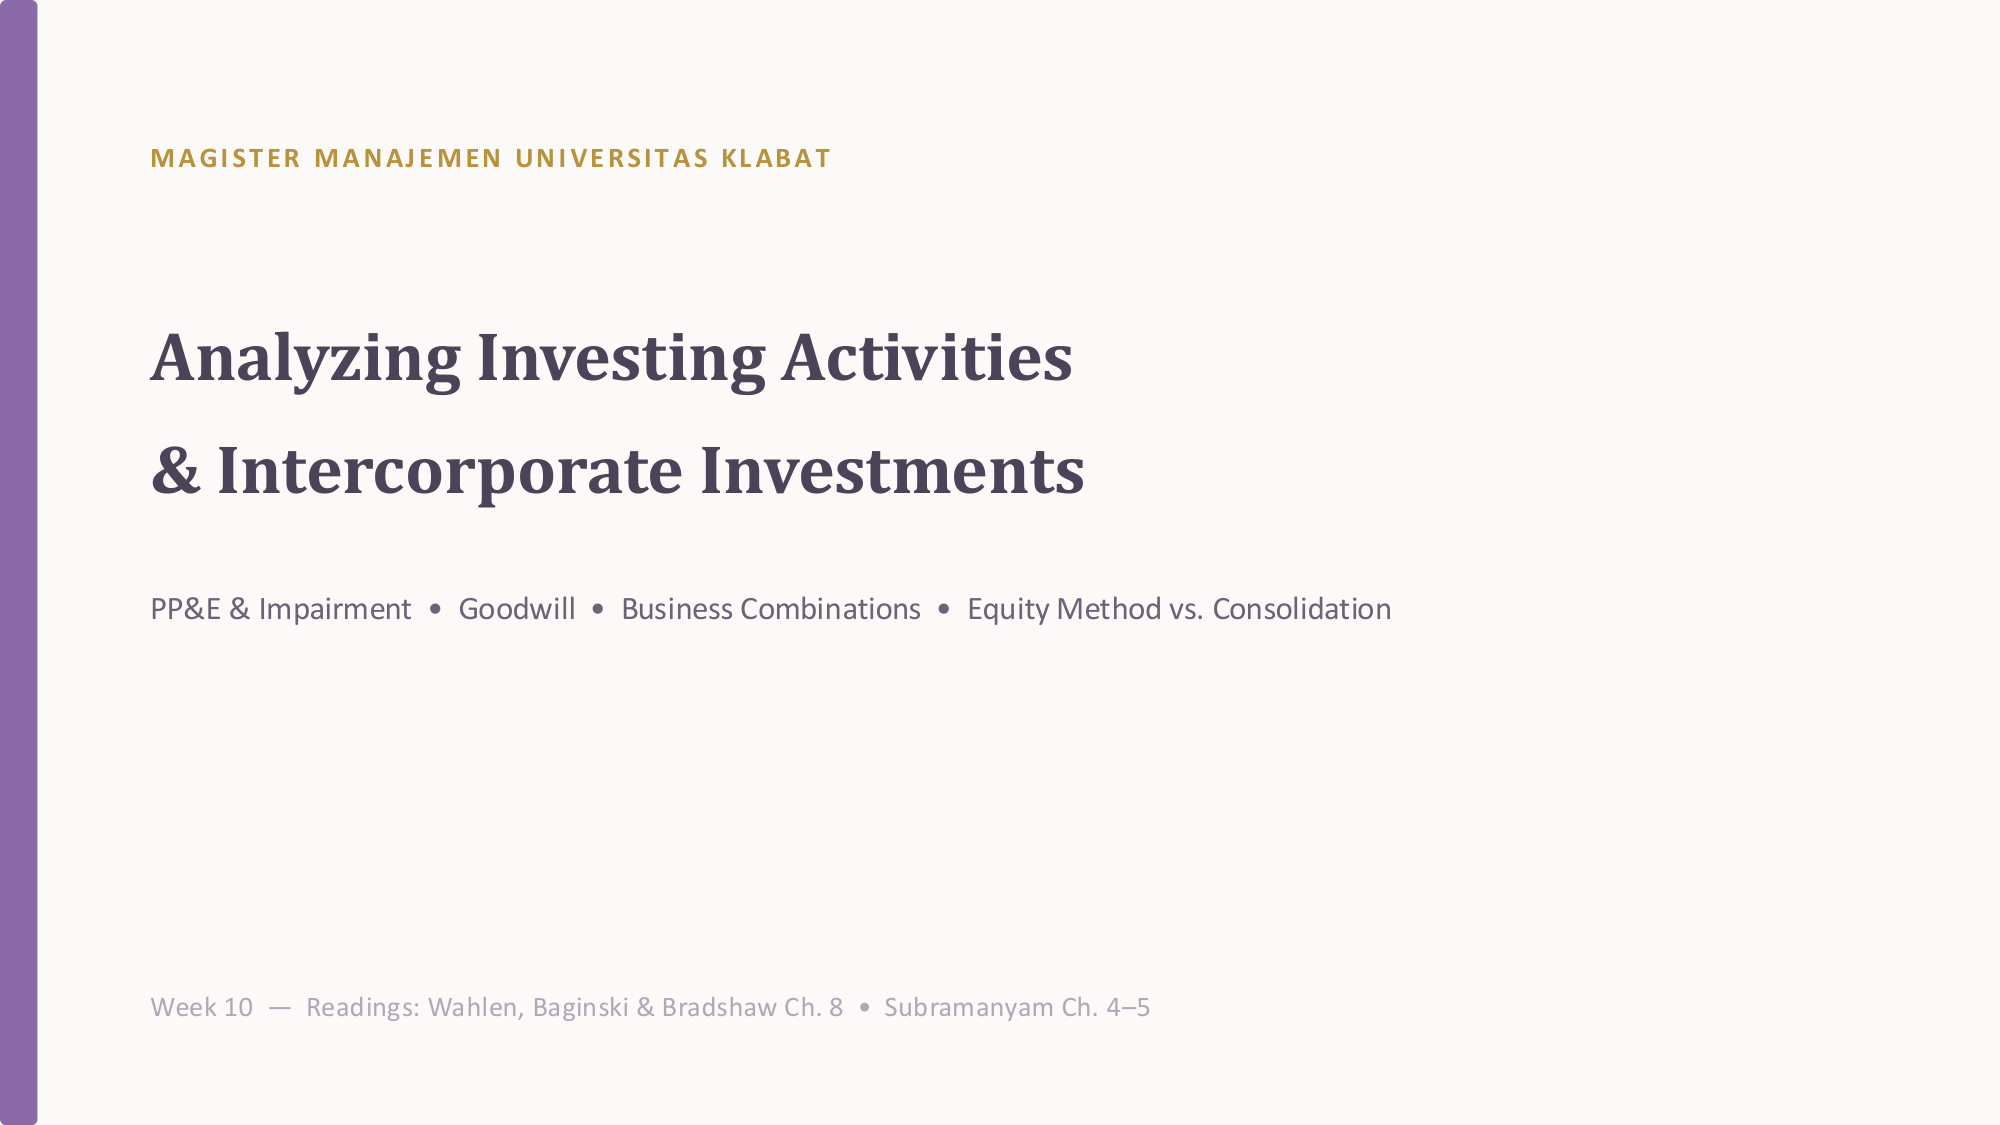 MAGISTER MANAJEMEN UNIVERSITAS KLABAT
Analyzing Investing Activities
& Intercorporate Investments
PP&E & Impairment • Goodwill • Business Combinations • Equity Method vs. Consolidation
Week 10 — Readings: Wahlen, Baginski & Bradshaw Ch. 8 • Subramanyam Ch. 4–5